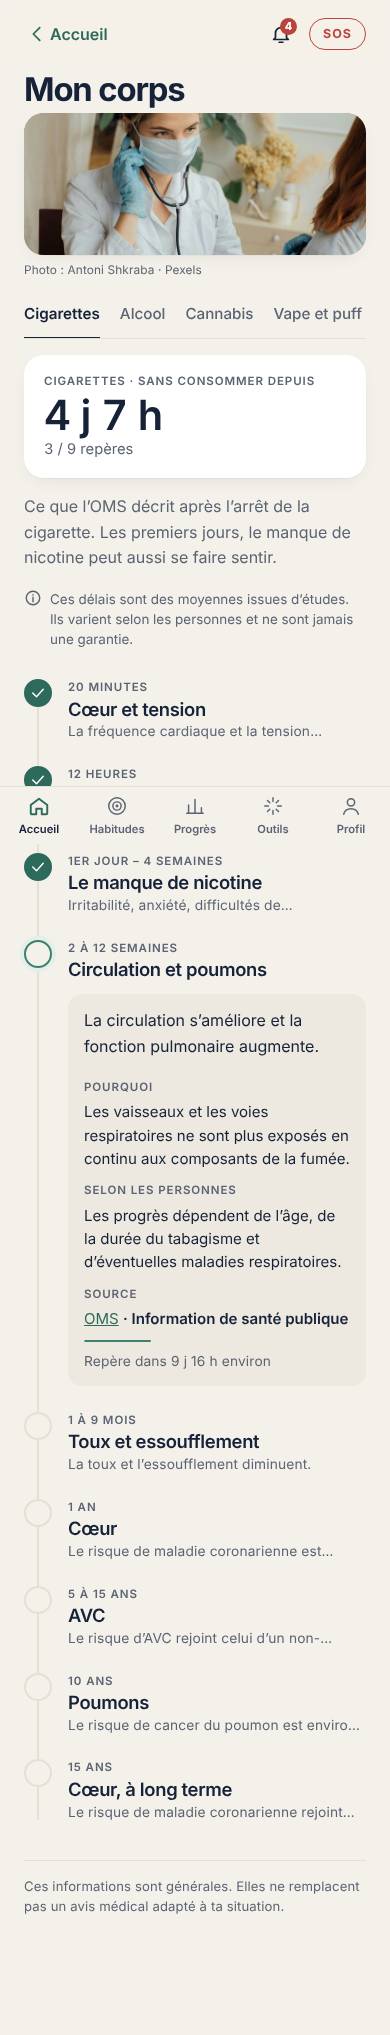 Accueil
4
SOS
Mon corps
Photo : Antoni Shkraba · Pexels
Cigarettes
Alcool
Cannabis
Vape et puff
CIGARETTES · SANS CONSOMMER DEPUIS
4 j 7 h
3 / 9 repères
Ce que l’OMS décrit après l’arrêt de la
cigarette. Les premiers jours, le manque de
nicotine peut aussi se faire sentir.
Ces délais sont des moyennes issues d’études.
Ils varient selon les personnes et ne sont jamais
une garantie.
20 MINUTES
Cœur et tension
La fréquence cardiaque et la tension…
12 HEURES
Accueil
Habitudes
Progrès
Outils
Profil
1ER JOUR – 4 SEMAINES
Le manque de nicotine
Irritabilité, anxiété, difficultés de…
2 À 12 SEMAINES
Circulation et poumons
La circulation s’améliore et la
fonction pulmonaire augmente.
POURQUOI
Les vaisseaux et les voies
respiratoires ne sont plus exposés en
continu aux composants de la fumée.
SELON LES PERSONNES
Les progrès dépendent de l’âge, de
la durée du tabagisme et
d’éventuelles maladies respiratoires.
SOURCE
OMS · Information de santé publique
Repère dans 9 j 16 h environ
1 À 9 MOIS
Toux et essoufflement
La toux et l’essoufflement diminuent.
1 AN
Cœur
Le risque de maladie coronarienne est…
5 À 15 ANS
AVC
Le risque d’AVC rejoint celui d’un non-…
10 ANS
Poumons
Le risque de cancer du poumon est enviro…
15 ANS
Cœur, à long terme
Le risque de maladie coronarienne rejoint…
Ces informations sont générales. Elles ne remplacent
pas un avis médical adapté à ta situation.